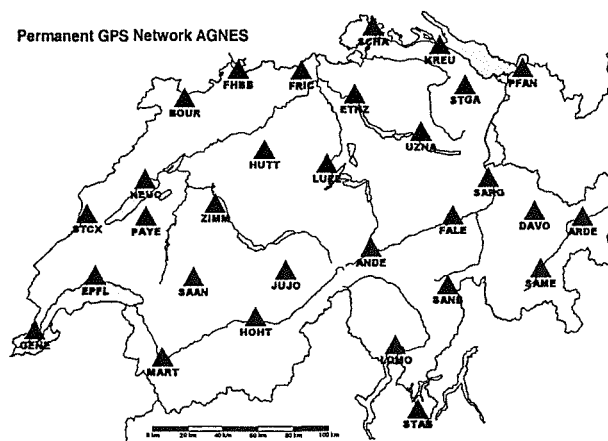 Permanent GPS Network AGNES
SCHA
KREU
PFAN
FHBB
FRIC
STGA
BOUR
ETHZ
UZNA
HUTT
LUZE
NEUC
SARG
STCX
PAYE
ZIMM
FALE
DAVO
ARDE
ANDE
EPFL
SAAN
JUJO
SAND
SAME
HOHT
GENE
MART
LOMO
STAB
0 km 20 km 40 km 60 km 80 km 100 km